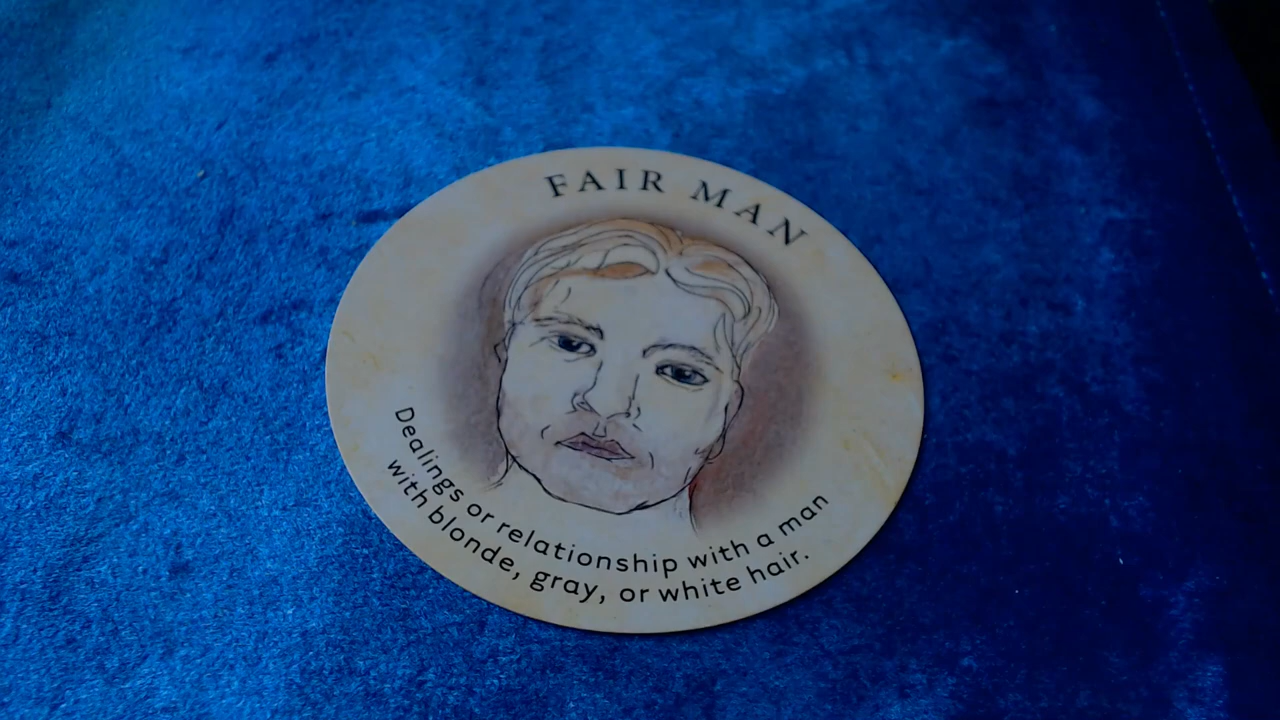 FAIR MAN
Dealings or relationship with a man
with blonde, gray, or white hair.